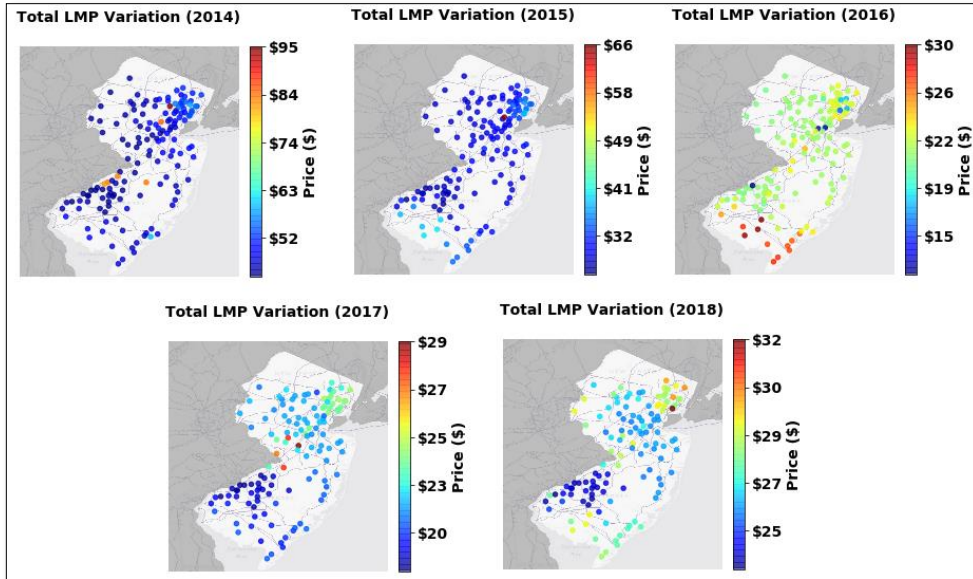 Total LMP Variation (2014)
$95
$84
$74
$63
$52
Price ($)
Total LMP Variation (2015)
$66
$58
$49
$41
$32
Price ($)
Total LMP Variation (2016)
$30
$26
$22
$19
$15
Price ($)
Total LMP Variation (2017)
$29
$27
$25
$23
$20
Price ($)
Total LMP Variation (2018)
$32
$30
$29
$27
$25
Price ($)